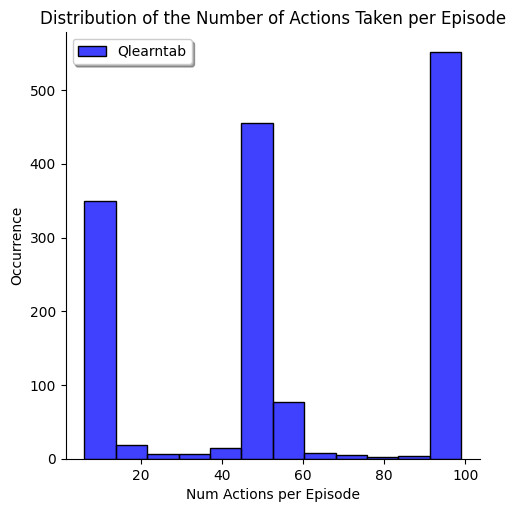 Distribution of the Number of Actions Taken per Episode
Qlearntab
500
400
300
200
100
0
Occurrence
20 40 60 80 100
Num Actions per Episode